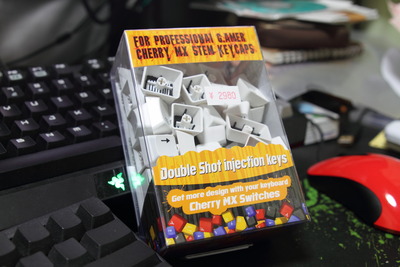 FOR PROFESSIONAL GAMER
CHERRY MX STEM KEYCAPS
¥ 2980
Double Shot injection keys
Get more design with your keyboard
Cherry MX Switches